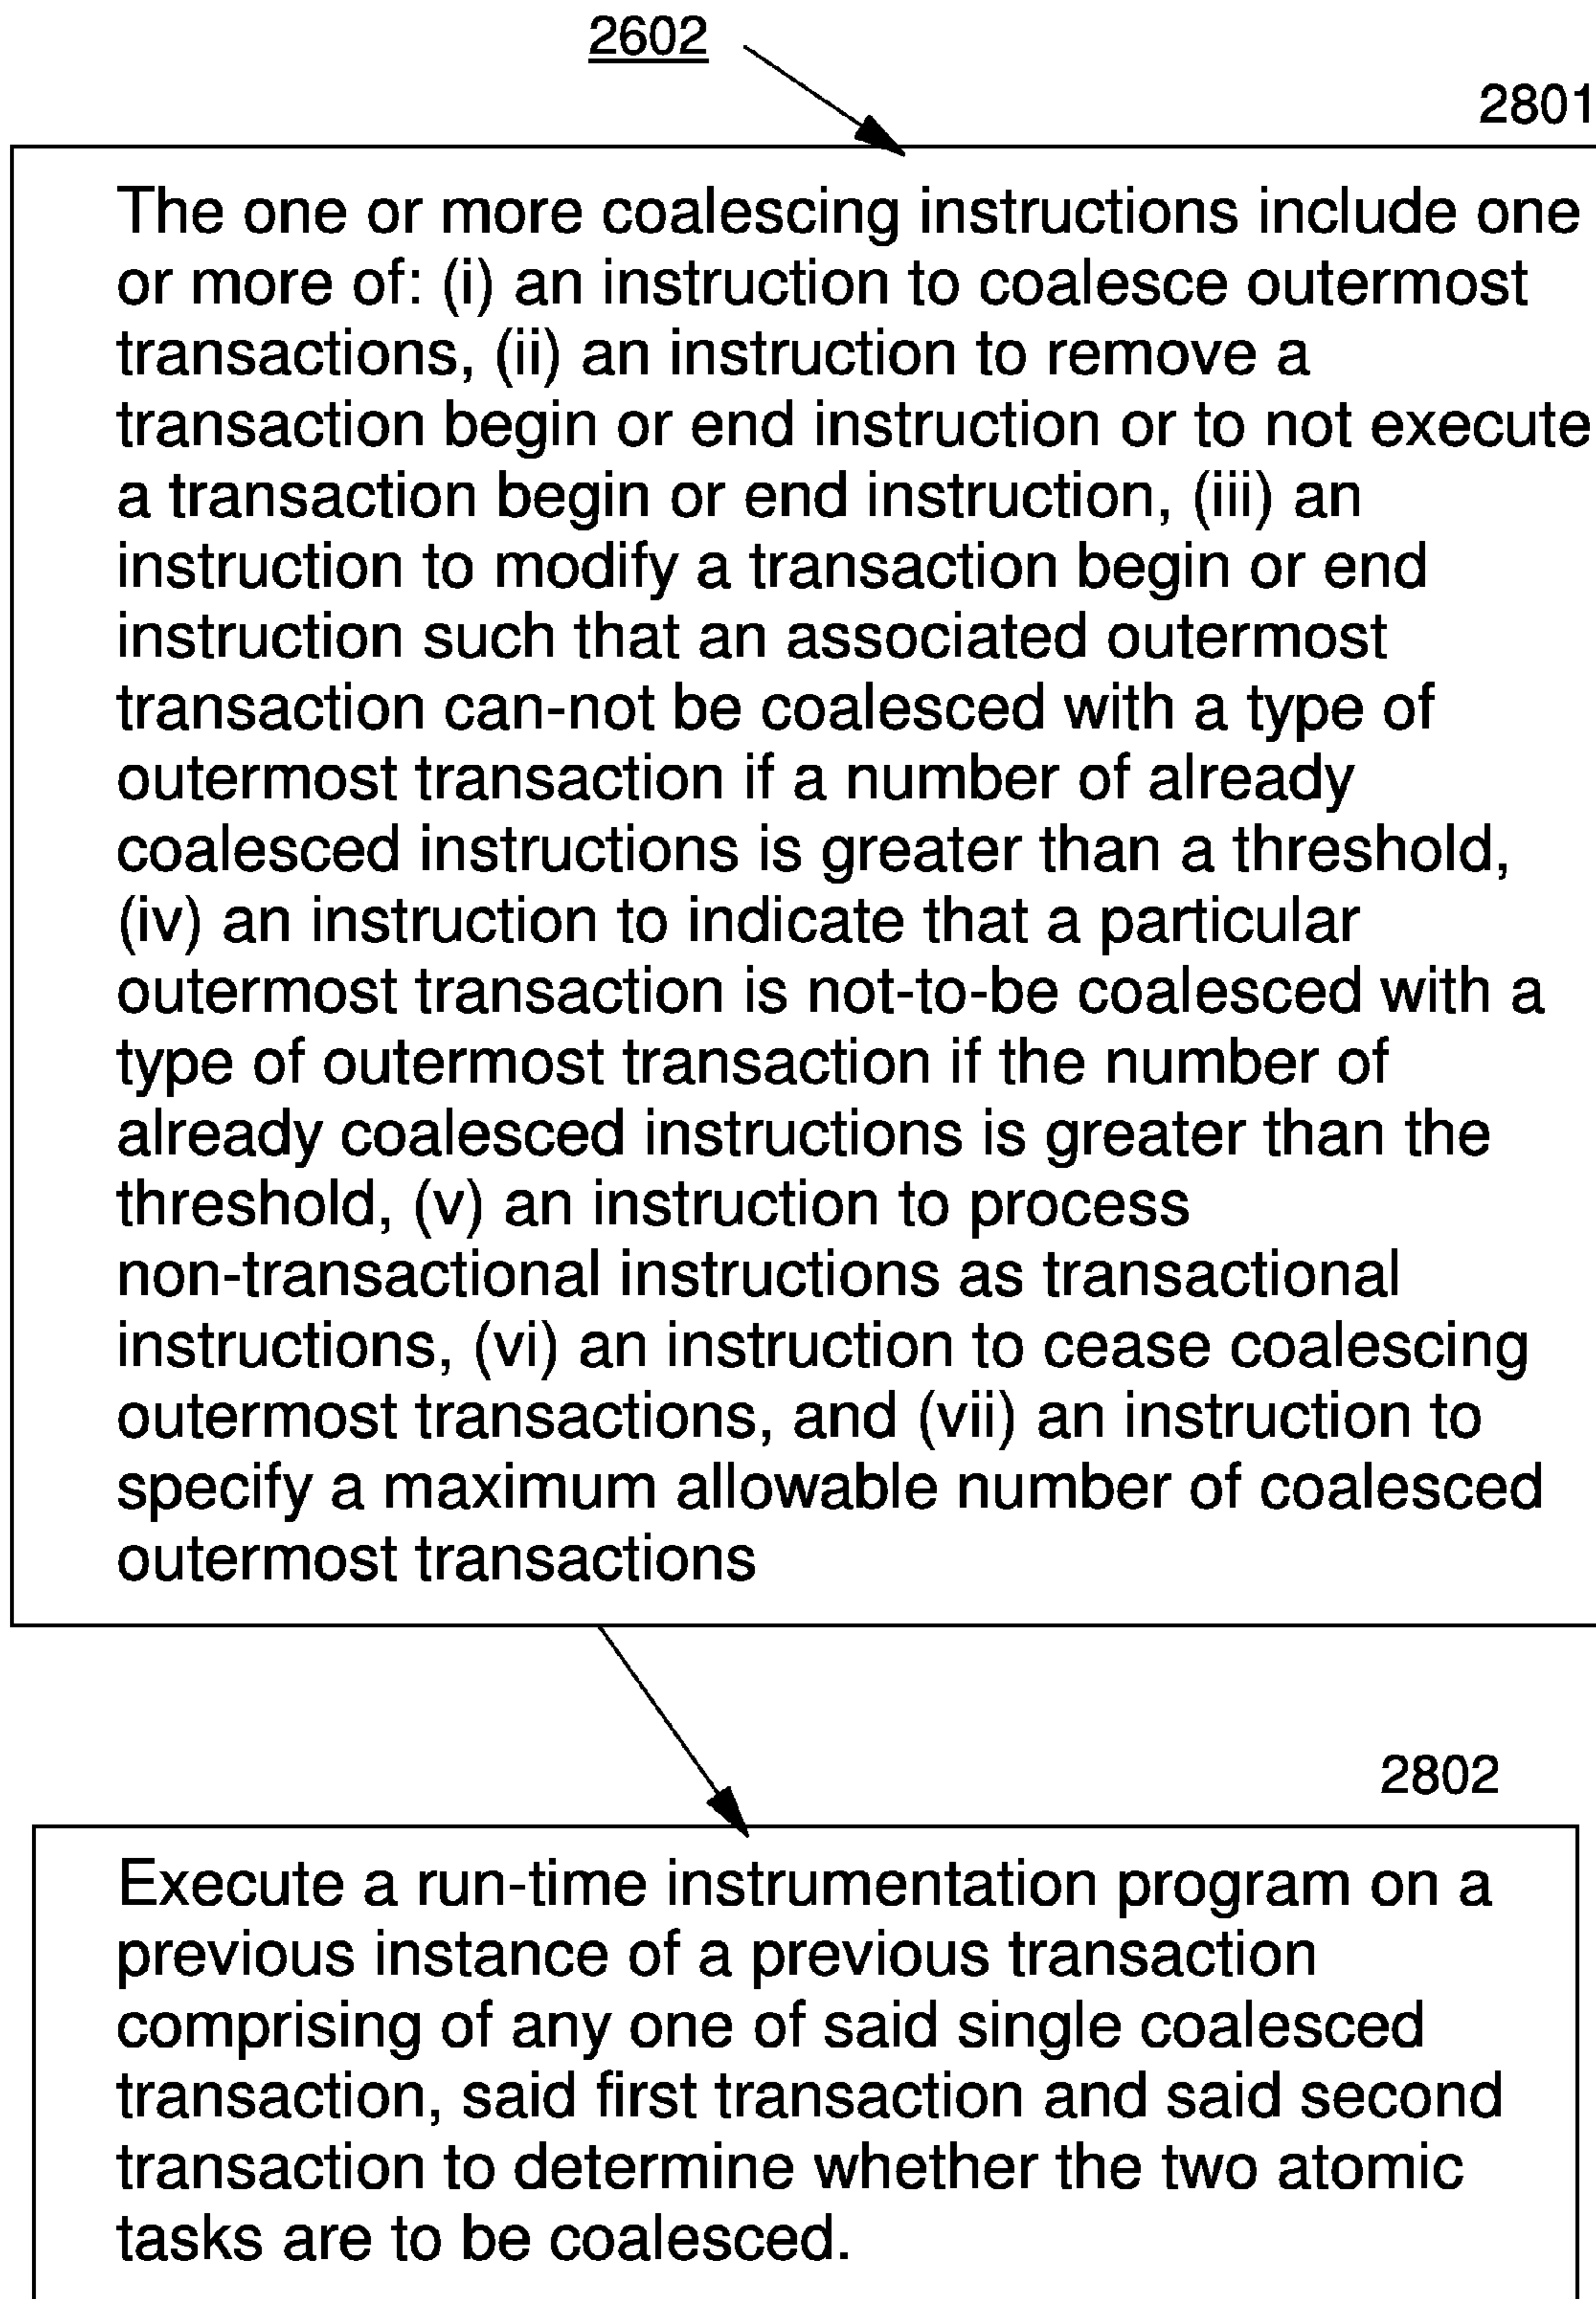 2602
2801
The one or more coalescing instructions include one
or more of: (i) an instruction to coalesce outermost
transactions, (ii) an instruction to remove a
transaction begin or end instruction or to not execute
a transaction begin or end instruction, (iii) an
instruction to modify a transaction begin or end
instruction such that an associated outermost
transaction can-not be coalesced with a type of
outermost transaction if a number of already
coalesced instructions is greater than a threshold,
(iv) an instruction to indicate that a particular
outermost transaction is not-to-be coalesced with a
type of outermost transaction if the number of
already coalesced instructions is greater than the
threshold, (v) an instruction to process
non-transactional instructions as transactional
instructions, (vi) an instruction to cease coalescing
outermost transactions, and (vii) an instruction to
specify a maximum allowable number of coalesced
outermost transactions
2802
Execute a run-time instrumentation program on a
previous instance of a previous transaction
comprising of any one of said single coalesced
transaction, said first transaction and said second
transaction to determine whether the two atomic
tasks are to be coalesced.